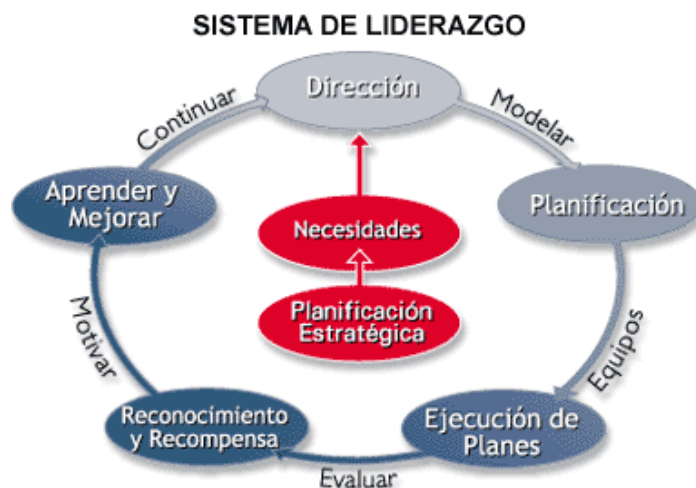 SISTEMA DE LIDERAZGO
Dirección
Modelar
Planificación
Equipos
Ejecución de
Planes
Evaluar
Reconocimiento
y Recompensa
Motivar
Aprender y
Mejorar
Continuar
Necesidades
Planificación
Estratégica